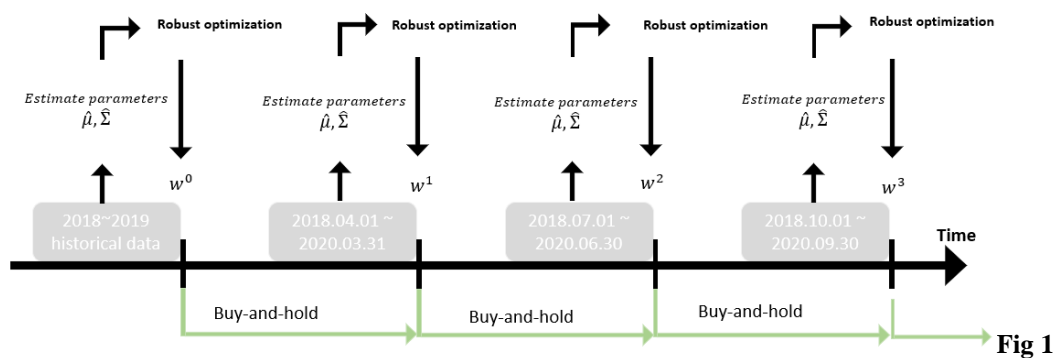 Robust optimization Robust optimization Robust optimization Robust optimization
Estimate parameters Estimate parameters Estimate parameters Estimate parameters
μ̂, Σ̂ μ̂, Σ̂ μ̂, Σ̂ μ̂, Σ̂
w⁰ w¹ w² w³
2018~2019
historical data
2018.04.01 ~
2020.03.31
2018.07.01 ~
2020.06.30
2018.10.01 ~
2020.09.30
Time
Buy-and-hold Buy-and-hold Buy-and-hold
Fig 1